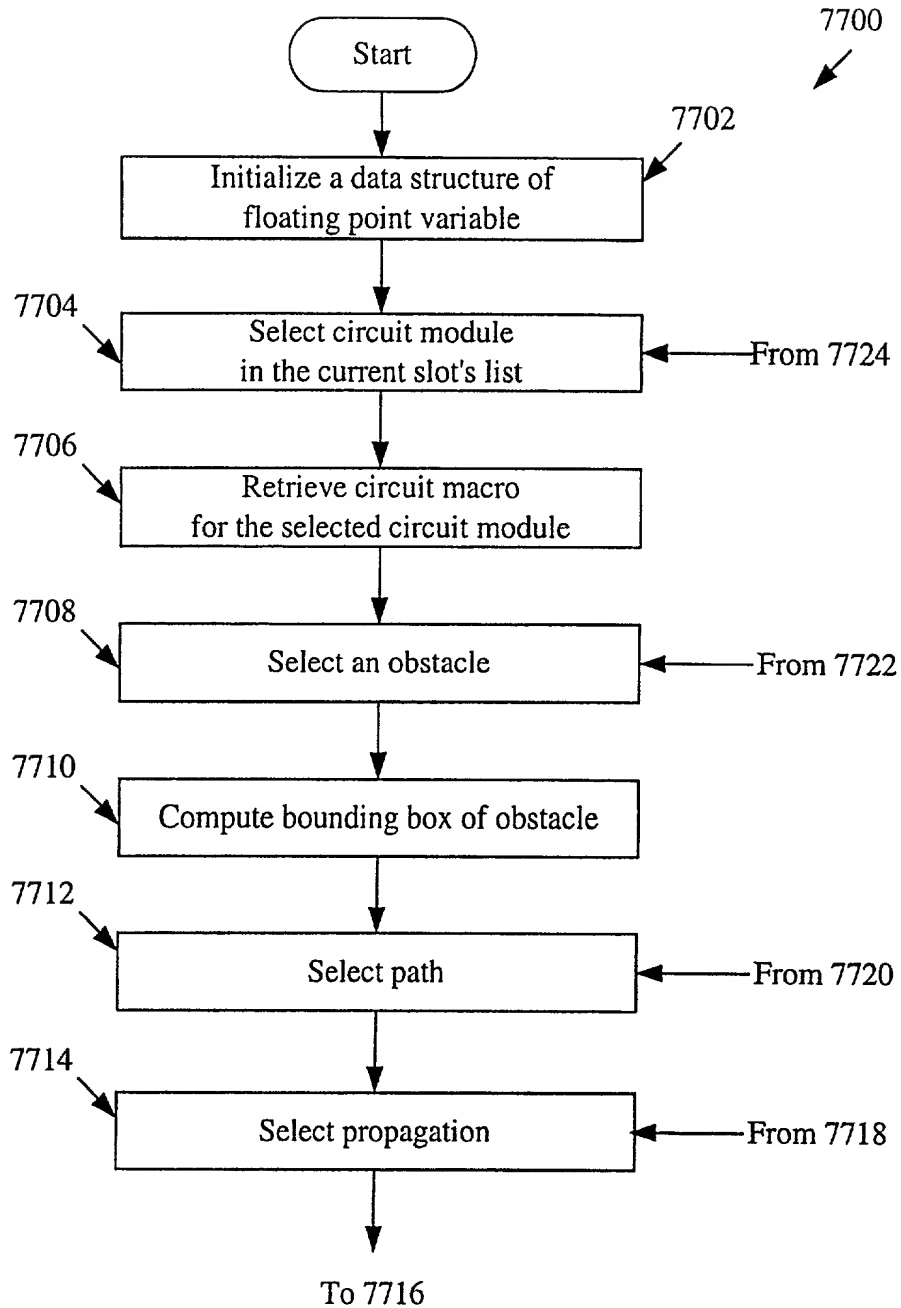 7700
Start
7702
Initialize a data structure of
floating point variable
7704
Select circuit module
in the current slot's list
From 7724
7706
Retrieve circuit macro
for the selected circuit module
7708
Select an obstacle
From 7722
7710
Compute bounding box of obstacle
7712
Select path
From 7720
7714
Select propagation
From 7718
To 7716